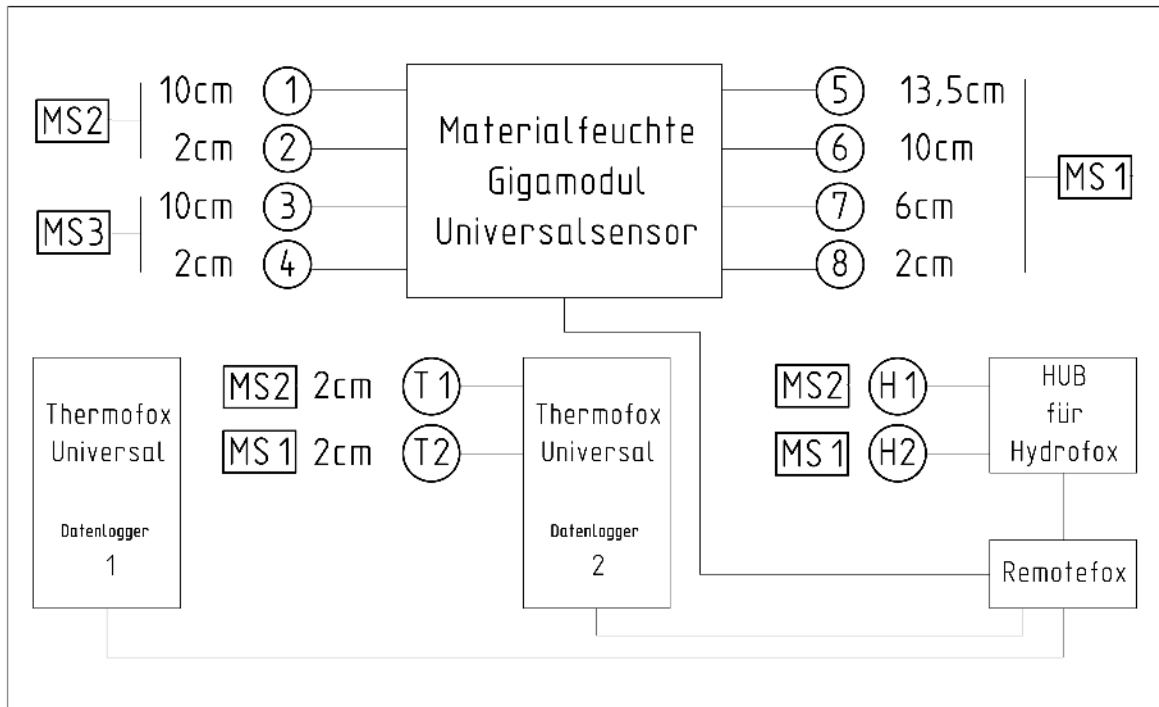 MS2
10cm 1
2cm 2
MS3
10cm 3
2cm 4
Materialfeuchte
Gigamodul
Universalsensor
5 13,5cm
6 10cm
7 6cm
8 2cm
MS1
Thermofox
Universal
Datenlogger
1
MS2 2cm T1
MS1 2cm T2
Thermofox
Universal
Datenlogger
2
MS2 H1
MS1 H2
HUB
für
Hydrofox
Remotefox